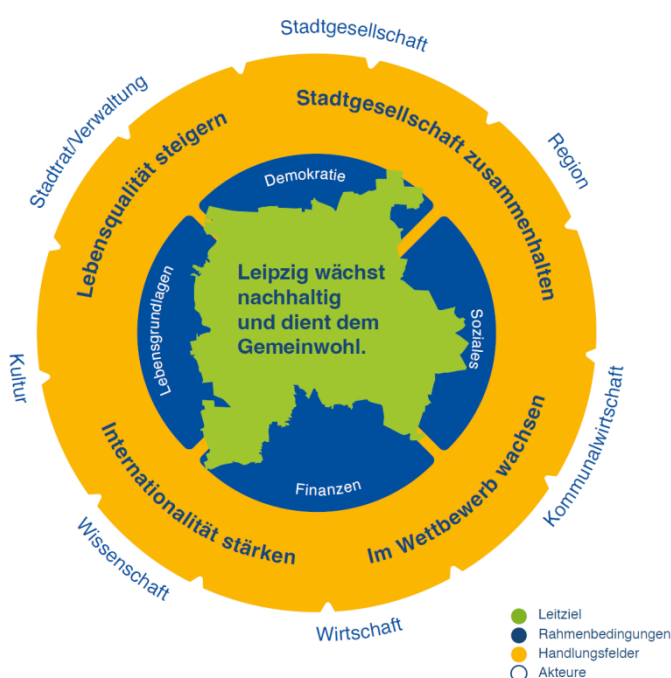 Stadtgesellschaft
Stadtrat/Verwaltung
Region
Lebensqualität steigern
Stadtgesellschaft zusammenhalten
Demokratie
Lebensgrundlagen
Leipzig wächst
nachhaltig
und dient dem
Gemeinwohl.
Soziales
Kultur
Kommunalwirtschaft
Internationalität stärken
Finanzen
Im Wettbewerb wachsen
Wissenschaft
Wirtschaft
Leitziel
Rahmenbedingungen
Handlungsfelder
Akteure